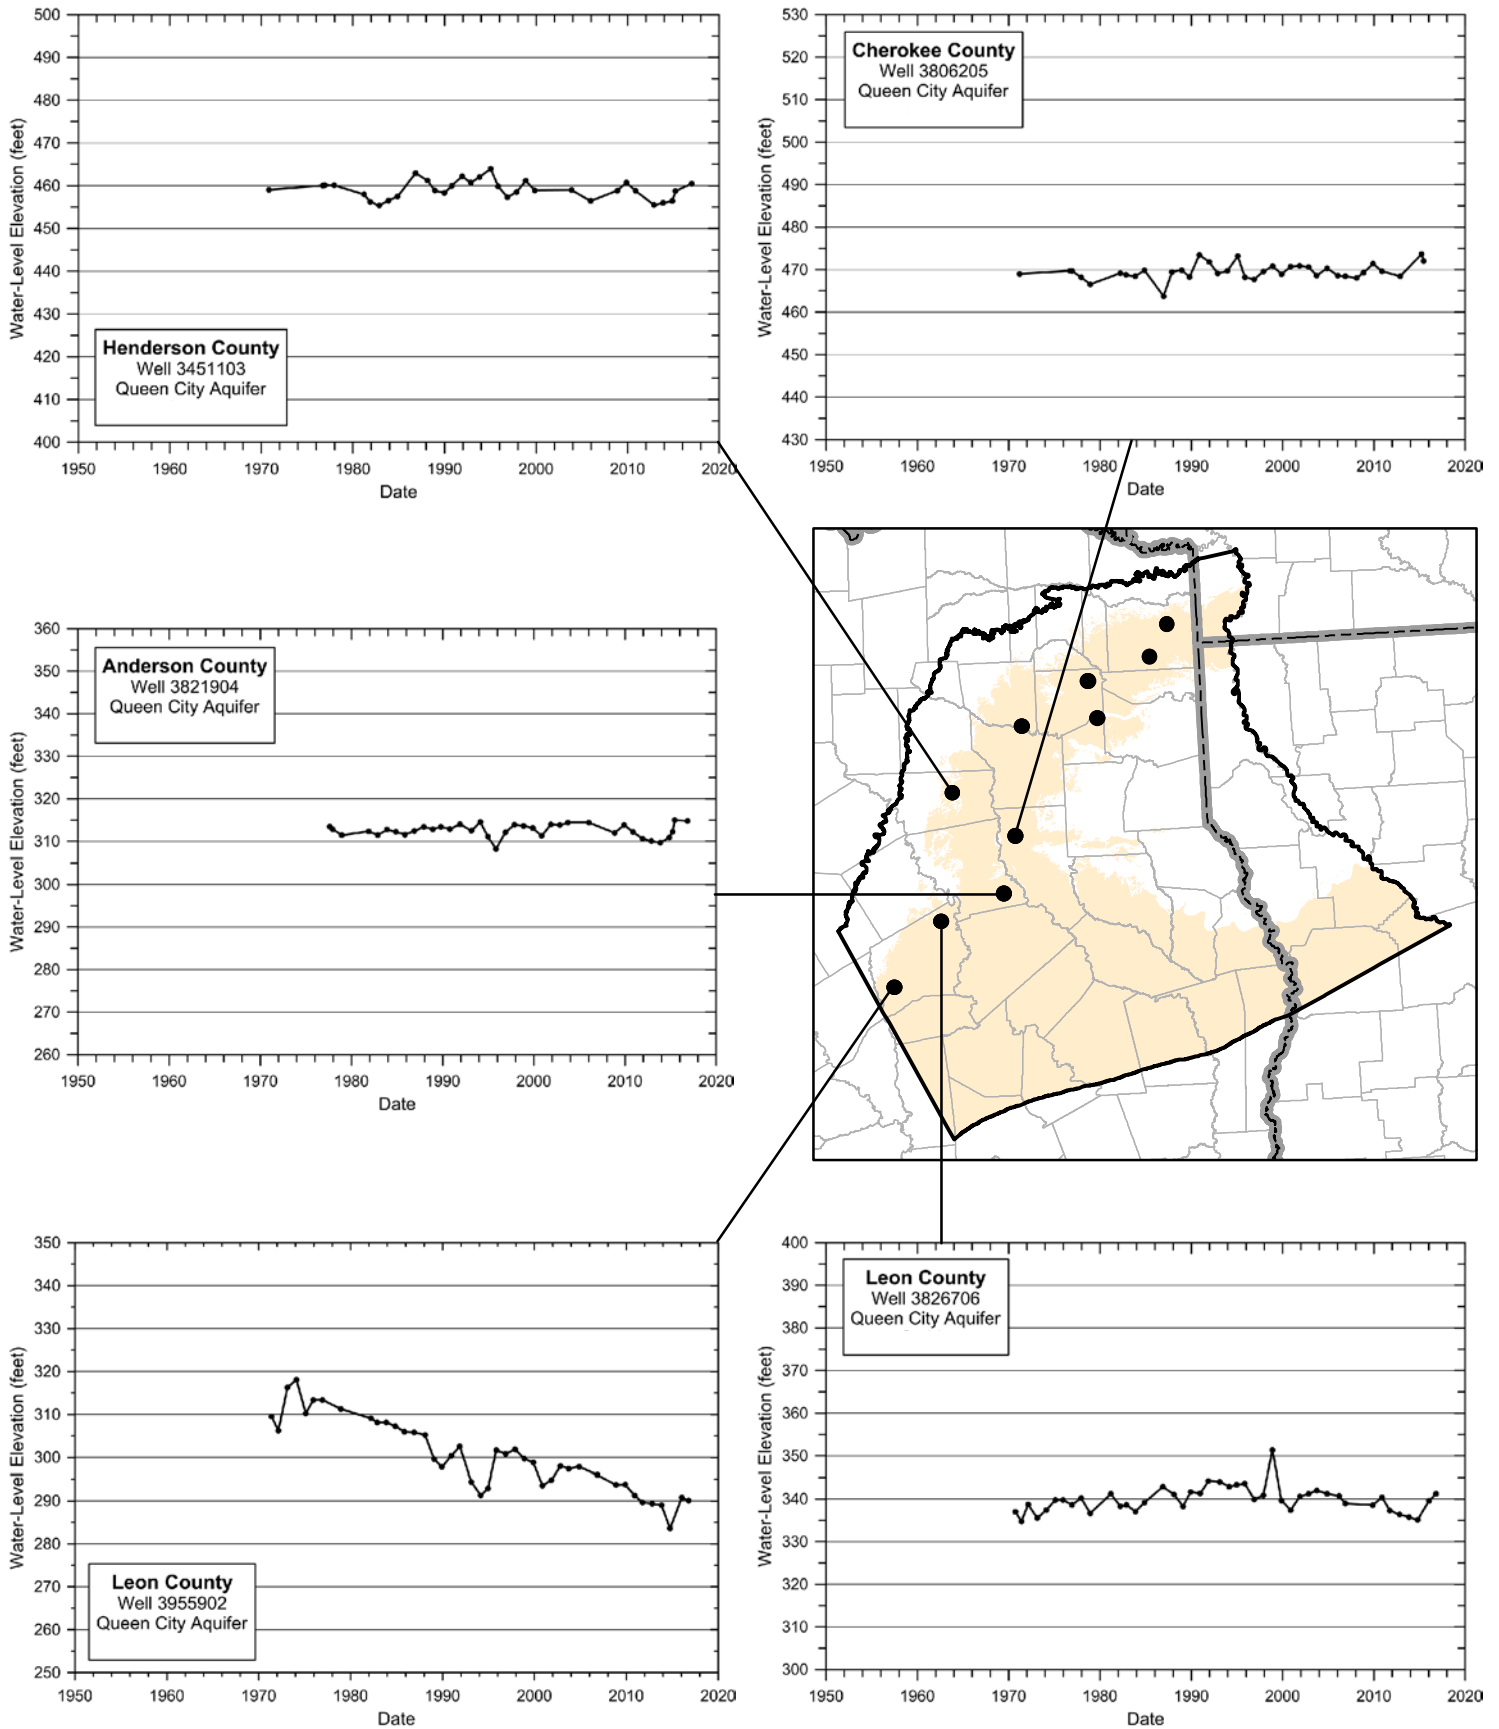 500
490
480
470
460
450
440
430
420
410
400
Water-Level Elevation (feet)
Henderson County
Well 3451103
Queen City Aquifer
1950 1960 1970 1980 1990 2000 2010 2020
Date
530
520
510
500
490
480
470
460
450
440
430
Water-Level Elevation (feet)
Cherokee County
Well 3806205
Queen City Aquifer
1950 1960 1970 1980 1990 2000 2010 2020
Date
360
350
340
330
320
310
300
290
280
270
260
Water-Level Elevation (feet)
Anderson County
Well 3821904
Queen City Aquifer
1950 1960 1970 1980 1990 2000 2010 2020
Date
350
340
330
320
310
300
290
280
270
260
250
Water-Level Elevation (feet)
Leon County
Well 3955902
Queen City Aquifer
1950 1960 1970 1980 1990 2000 2010 2020
Date
400
390
380
370
360
350
340
330
320
310
300
Water-Level Elevation (feet)
Leon County
Well 3826706
Queen City Aquifer
1950 1960 1970 1980 1990 2000 2010 2020
Date